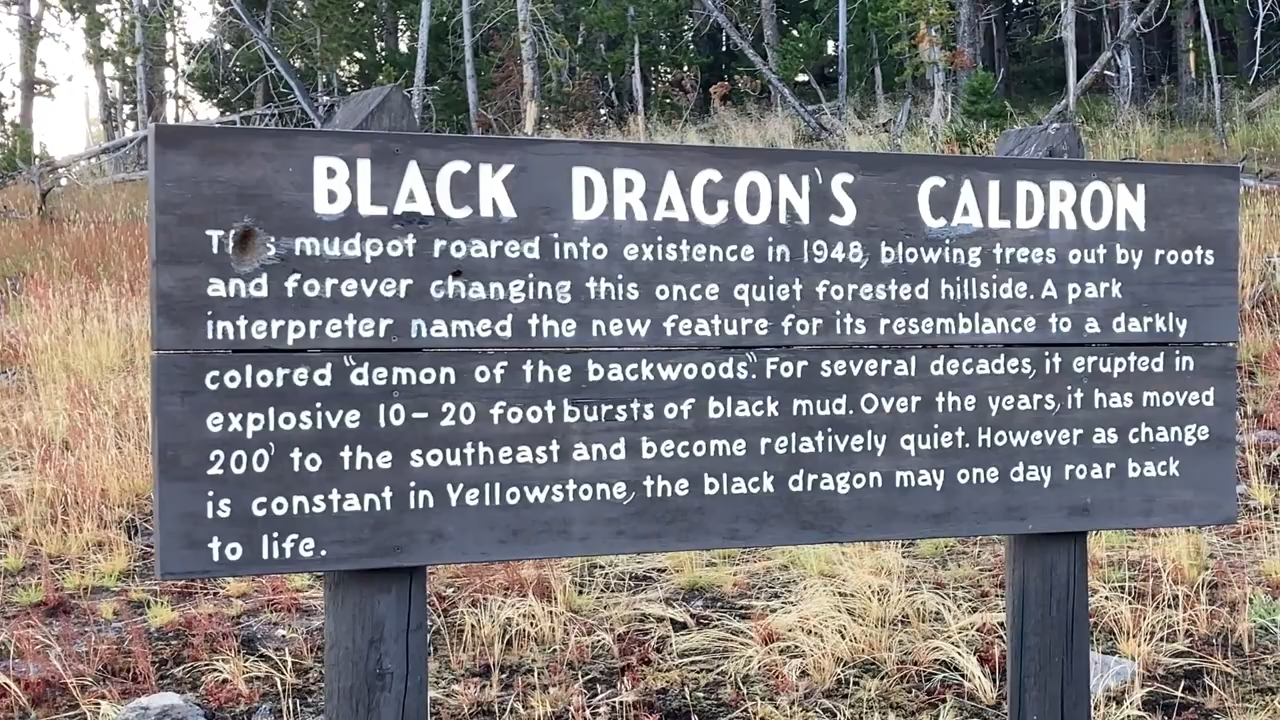 BLACK DRAGON'S CALDRON
This mudpot roared into existence in 1948, blowing trees out by roots
and forever changing this once quiet forested hillside. A park
interpreter named the new feature for its resemblance to a darkly
colored "demon of the backwoods". For several decades, it erupted in
explosive 10-20 foot bursts of black mud. Over the years, it has moved
200' to the southeast and become relatively quiet. However as change
is constant in Yellowstone, the black dragon may one day roar back
to life.